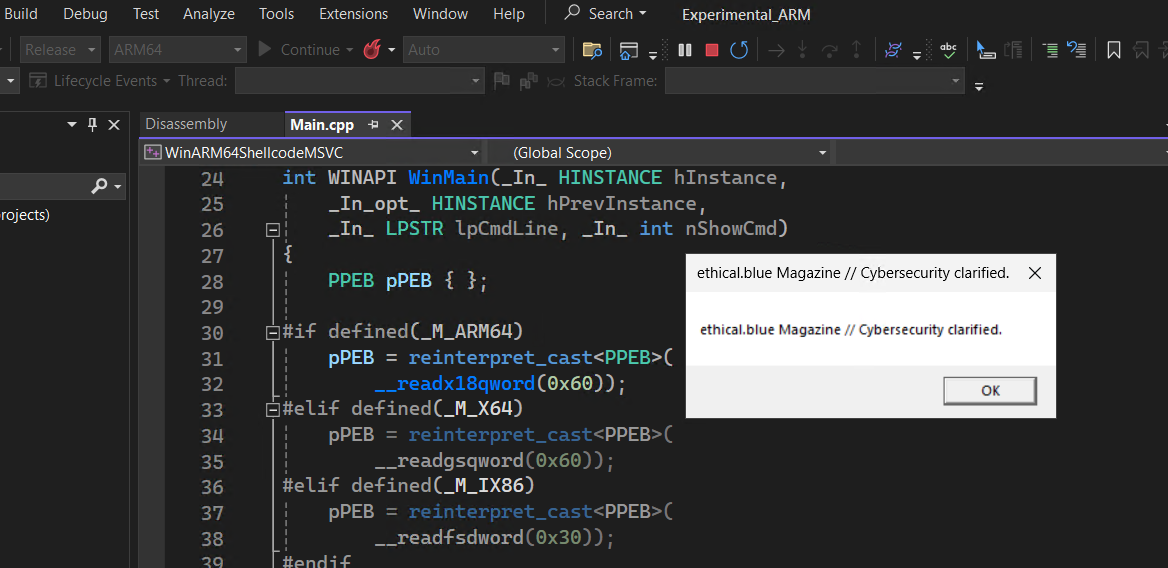 Build Debug Test Analyze Tools Extensions Window Help Search Experimental_ARM
Release ARM64 Continue Auto abc
Lifecycle Events Thread: Stack Frame:
Disassembly Main.cpp
WinARM64ShellcodeMSVC (Global Scope)
rojects)
24 int WINAPI WinMain(_In_ HINSTANCE hInstance,
25 _In_opt_ HINSTANCE hPrevInstance,
26 _In_ LPSTR lpCmdLine, _In_ int nShowCmd)
27 {
28 PPEB pPEB { };
29
30 #if defined(_M_ARM64)
31 pPEB = reinterpret_cast<PPEB>(
32 __readx18qword(0x60));
33 #elif defined(_M_X64)
34 pPEB = reinterpret_cast<PPEB>(
35 __readgsqword(0x60));
36 #elif defined(_M_IX86)
37 pPEB = reinterpret_cast<PPEB>(
38 __readfsdword(0x30));
39 #endif
ethical.blue Magazine // Cybersecurity clarified.
ethical.blue Magazine // Cybersecurity clarified.
OK